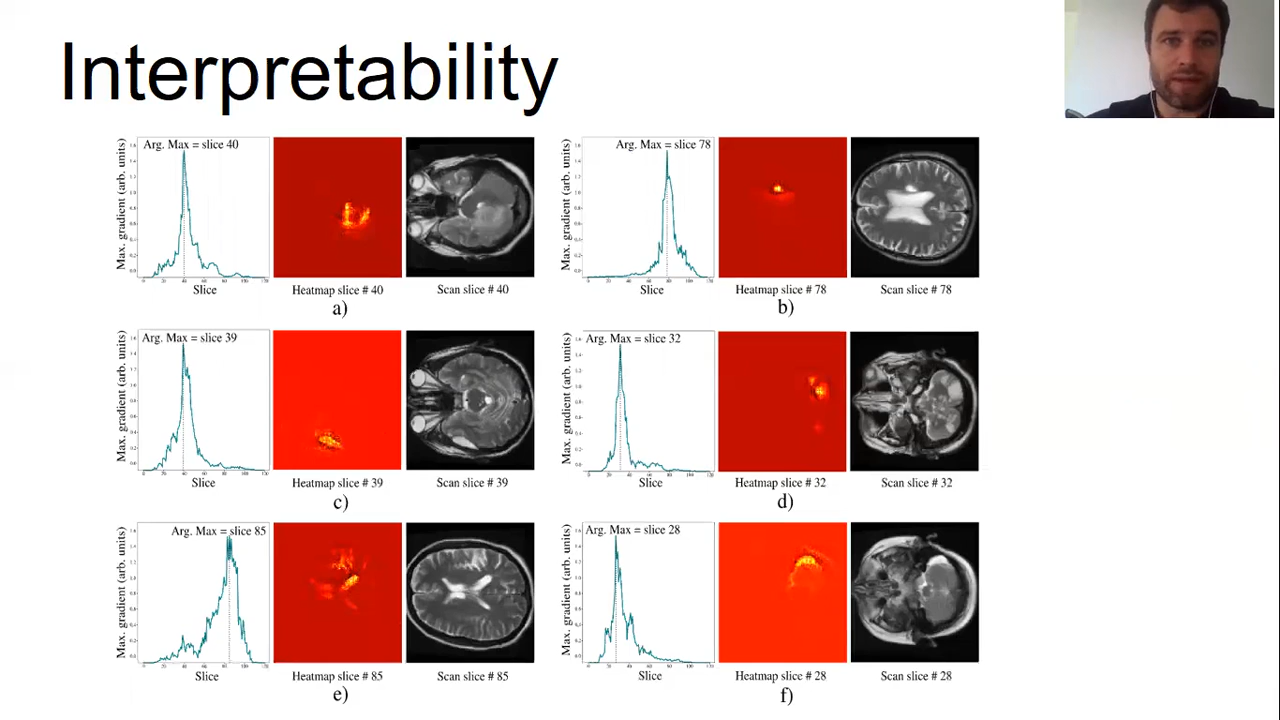 Interpretability
Max. gradient (arb. units)
Arg. Max = slice 40
Slice
Heatmap slice # 40
Scan slice # 40
a)
Max. gradient (arb. units)
Arg. Max = slice 78
Slice
Heatmap slice # 78
Scan slice # 78
b)
Max. gradient (arb. units)
Arg. Max = slice 39
Slice
Heatmap slice # 39
Scan slice # 39
c)
Max. gradient (arb. units)
Arg. Max = slice 32
Slice
Heatmap slice # 32
Scan slice # 32
d)
Max. gradient (arb. units)
Arg. Max = slice 85
Slice
Heatmap slice # 85
Scan slice # 85
e)
Max. gradient (arb. units)
Arg. Max = slice 28
Slice
Heatmap slice # 28
Scan slice # 28
f)